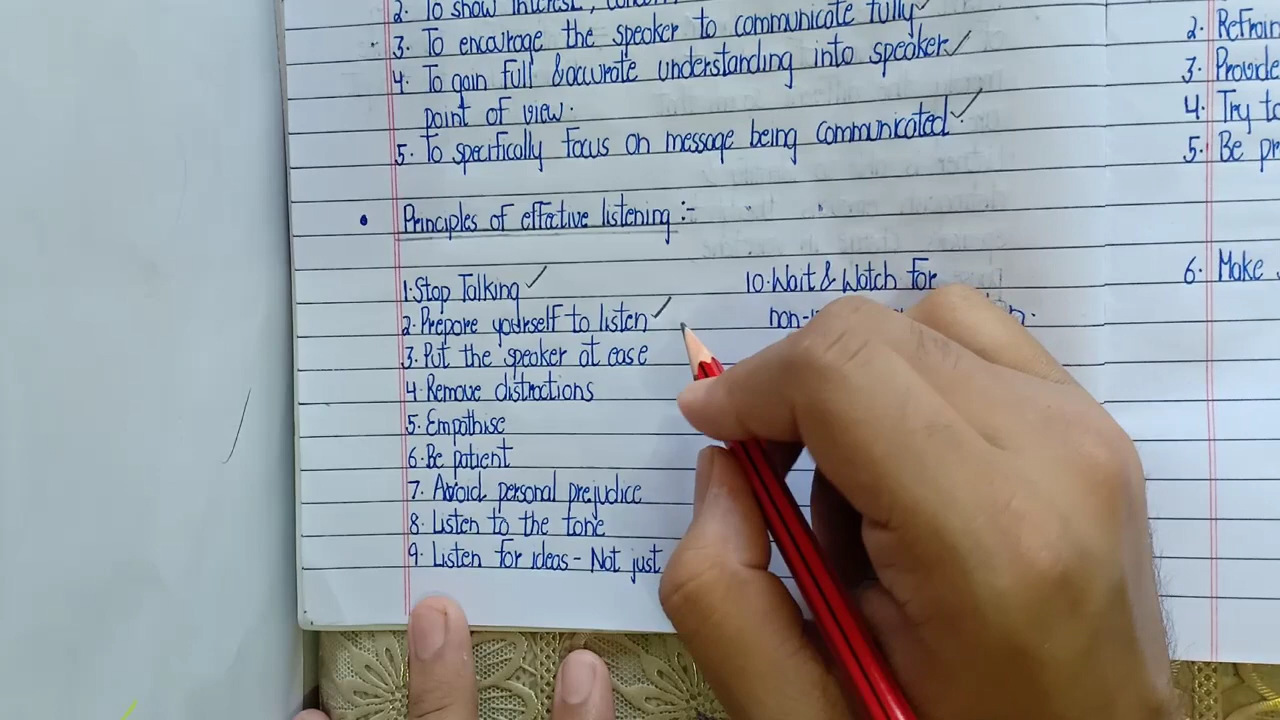 2. To show interest,
3. To encourage the speaker to communicate fully
4. To gain full & accurate understanding into speaker
point of view.
5. To specifically focus on message being communicated
Principles of effective listening :-
1. Stop Talking
2. Prepare yourself to listen
3. Put the speaker at ease
4. Remove distractions
5. Empathise
6. Be patient
7. Avoid personal prejudice
8. Listen to the tone
9. Listen for ideas - Not just
10. Wait & Watch for
non-
2. Refrain
3. Provide
4. Try to
5. Be pr
6. Make